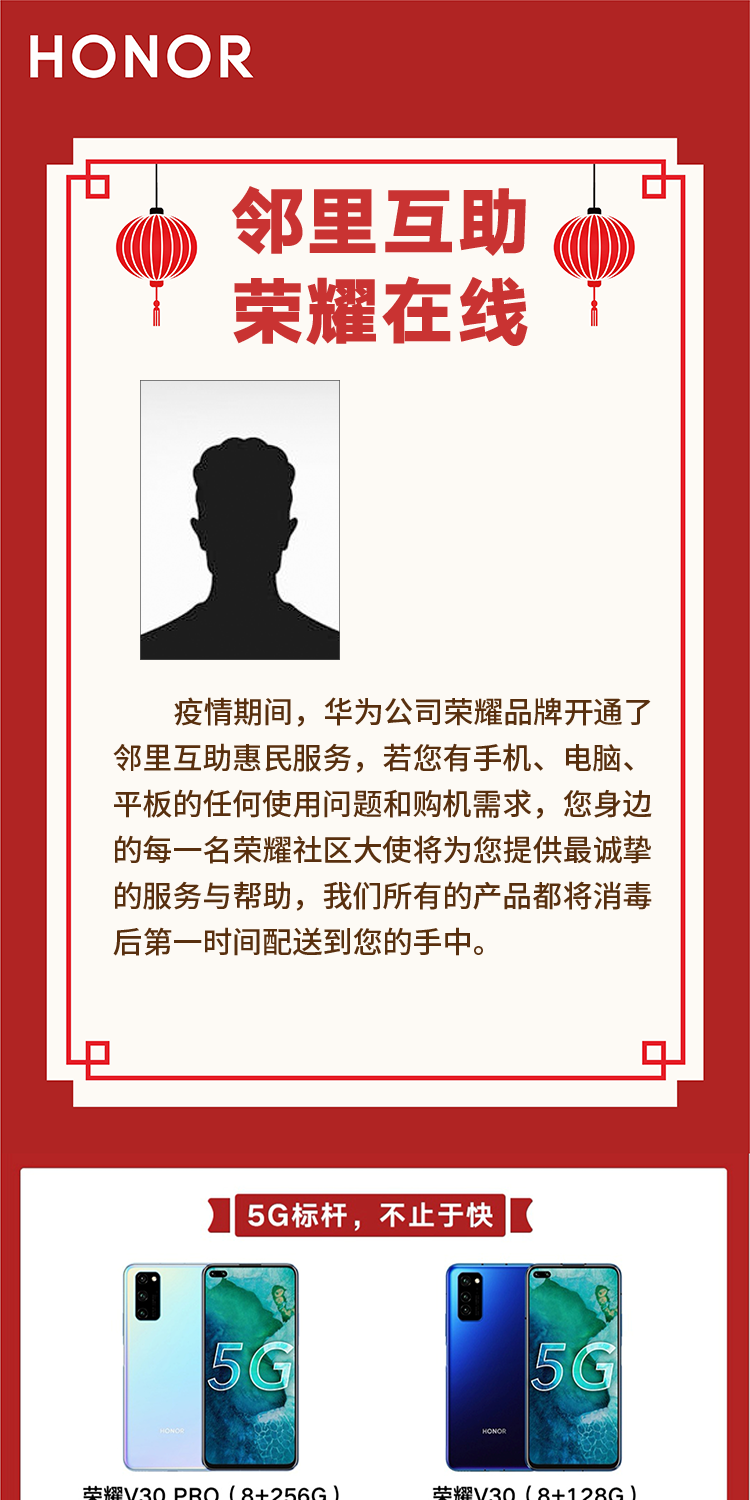 HONOR
邻里互助
荣耀在线
疫情期间，华为公司荣耀品牌开通了
邻里互助惠民服务，若您有手机、电脑、
平板的任何使用问题和购机需求，您身边
的每一名荣耀社区大使将为您提供最诚挚
的服务与帮助，我们所有的产品都将消毒
后第一时间配送到您的手中。
5G标杆，不止于快
5G
HONOR
5G
HONOR
荣耀V30 PRO（8+256G）
荣耀V30（8+128G）